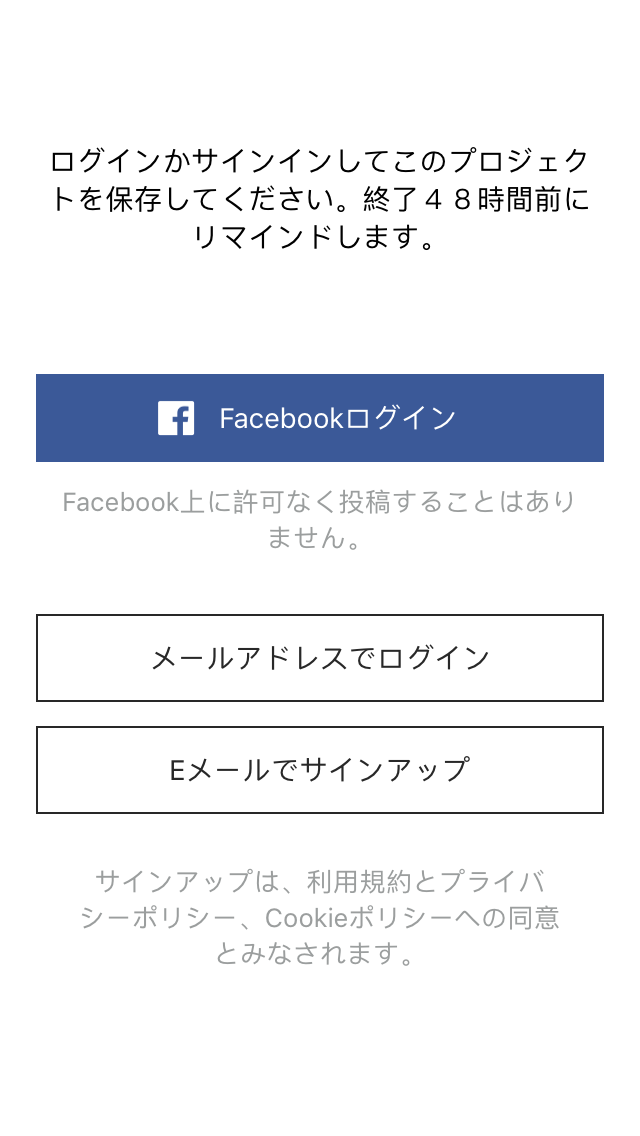 ログインかサインインしてこのプロジェク
トを保存してください。終了４８時間前に
リマインドします。
Facebookログイン
Facebook上に許可なく投稿することはあり
ません。
メールアドレスでログイン
Eメールでサインアップ
サインアップは、利用規約とプライバ
シーポリシー、Cookieポリシーへの同意
とみなされます。